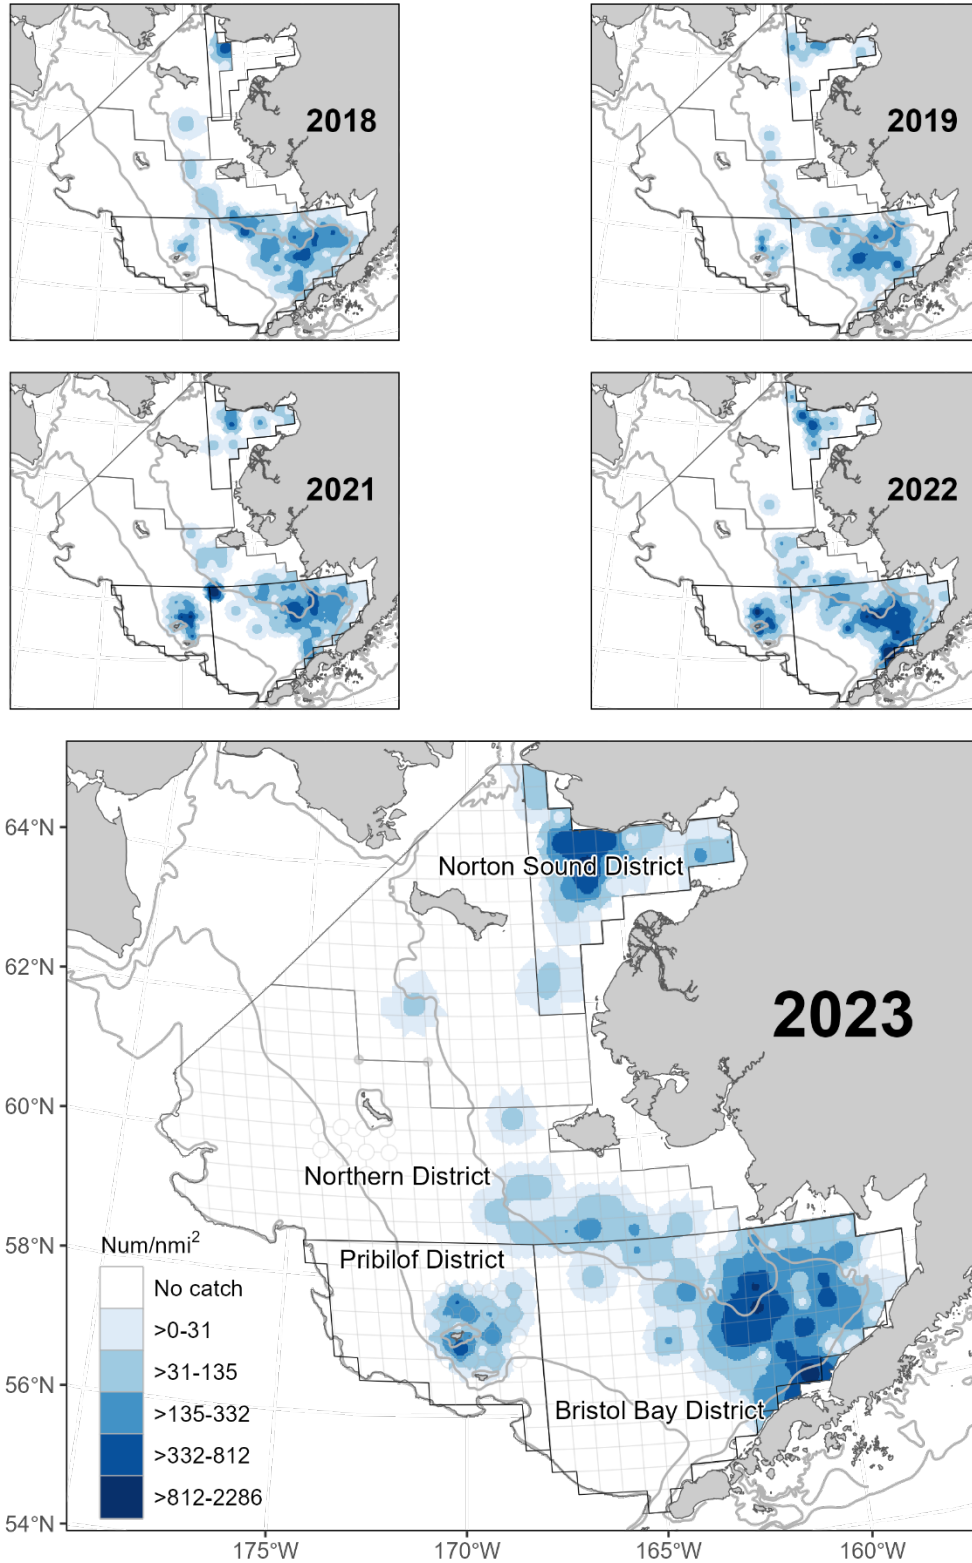 2018
2019
2021
2022
64°N
62°N
60°N
58°N
56°N
54°N
Norton Sound District
2023
Northern District
Pribilof District
Bristol Bay District
Num/nmi²
No catch
>0-31
>31-135
>135-332
>332-812
>812-2286
175°W
170°W
165°W
160°W